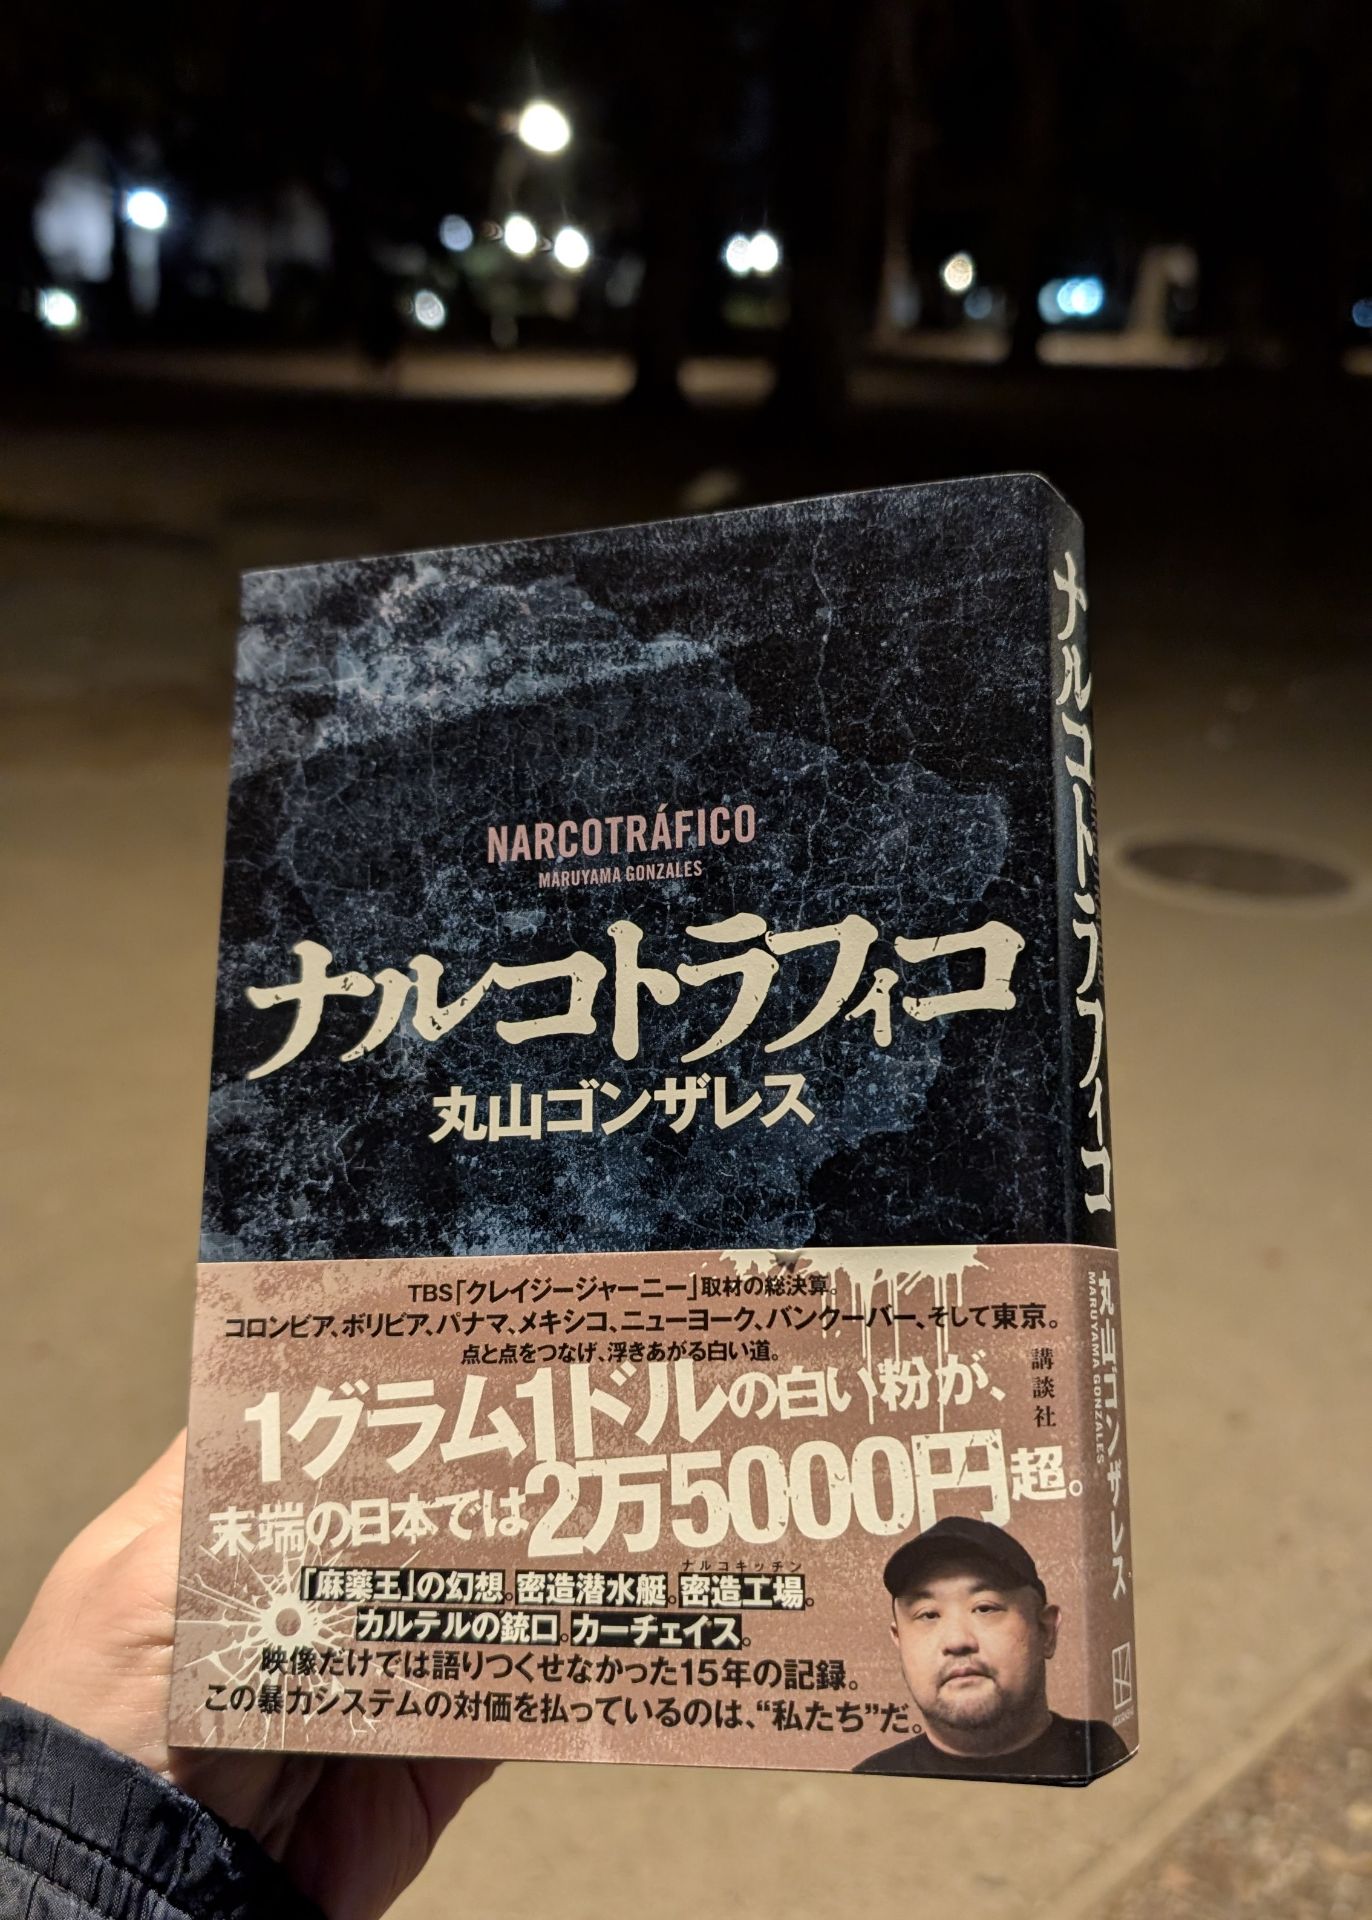 NARCOTRÁFICO
MARUYAMA GONZALES
ナルコトラフィコ
丸山ゴンザレス
TBS「クレイジージャーニー」取材の総決算。
コロンビア、ボリビア、パナマ、メキシコ、ニューヨーク、バンクーバー、そして東京。
点と点をつなげ、浮きあがる白い道。
1グラム1ドルの白い粉が、
末端の日本では2万5000円超。
ナルコキッチン
「麻薬王」の幻想。密造潜水艇。密造工場。
カルテルの銃口。カーチェイス。
映像だけでは語りつくせなかった15年の記録。
この暴力システムの対価を払っているのは、“私たち”だ。
講談社
ナルコトラフィコ
丸山ゴンザレス
MARUYAMA GONZALES